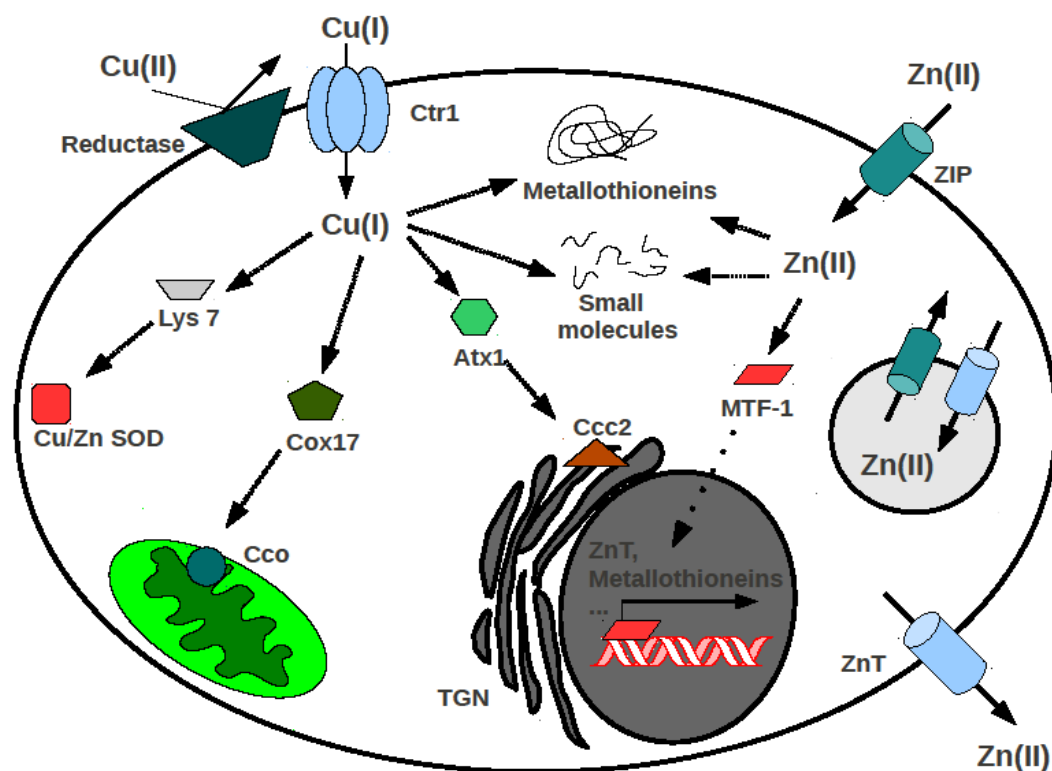 Cu(I)
Cu(II)
Zn(II)
Ctr1
Reductase
ZIP
Metallothioneins
Cu(I)
Zn(II)
Lys 7
Small
molecules
Atx1
MTF-1
Cu/Zn SOD
Cox17
Ccc2
Zn(II)
Cco
ZnT,
Metallothioneins
...
ZnT
TGN
Zn(II)